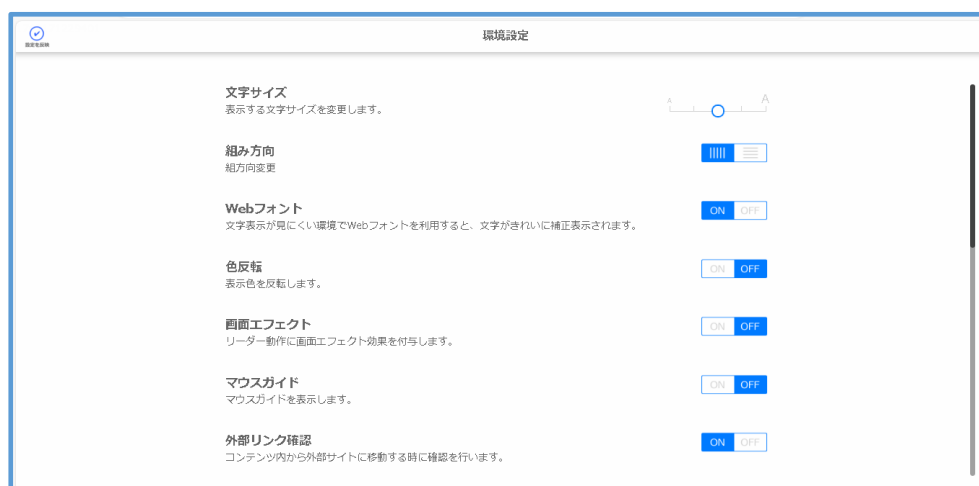 環境設定
設定を反映
文字サイズ
表示する文字サイズを変更します。
A A
組み方向
組方向変更
Webフォント
文字表示が見にくい環境でWebフォントを利用すると、文字がきれいに補正表示されます。
ON OFF
色反転
表示色を反転します。
ON OFF
画面エフェクト
リーダー動作に画面エフェクト効果を付与します。
ON OFF
マウスガイド
マウスガイドを表示します。
ON OFF
外部リンク確認
コンテンツ内から外部サイトに移動する時に確認を行います。
ON OFF